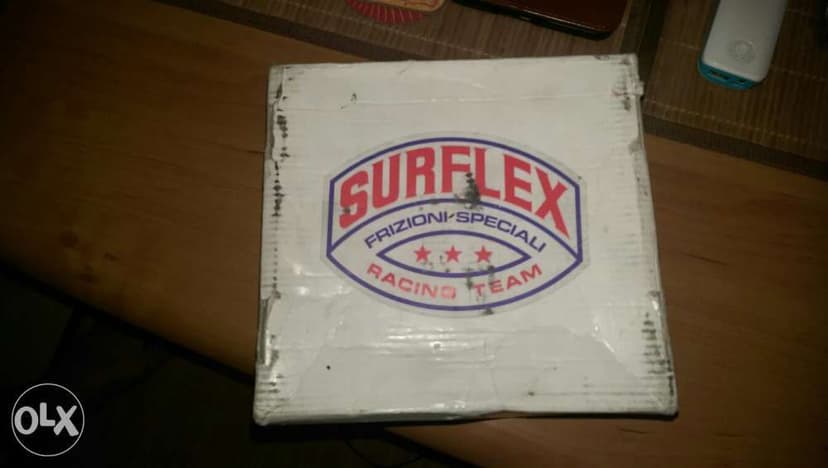 SURFLEX
FRIZIONI-SPECIALI
RACING TEAM
OLX